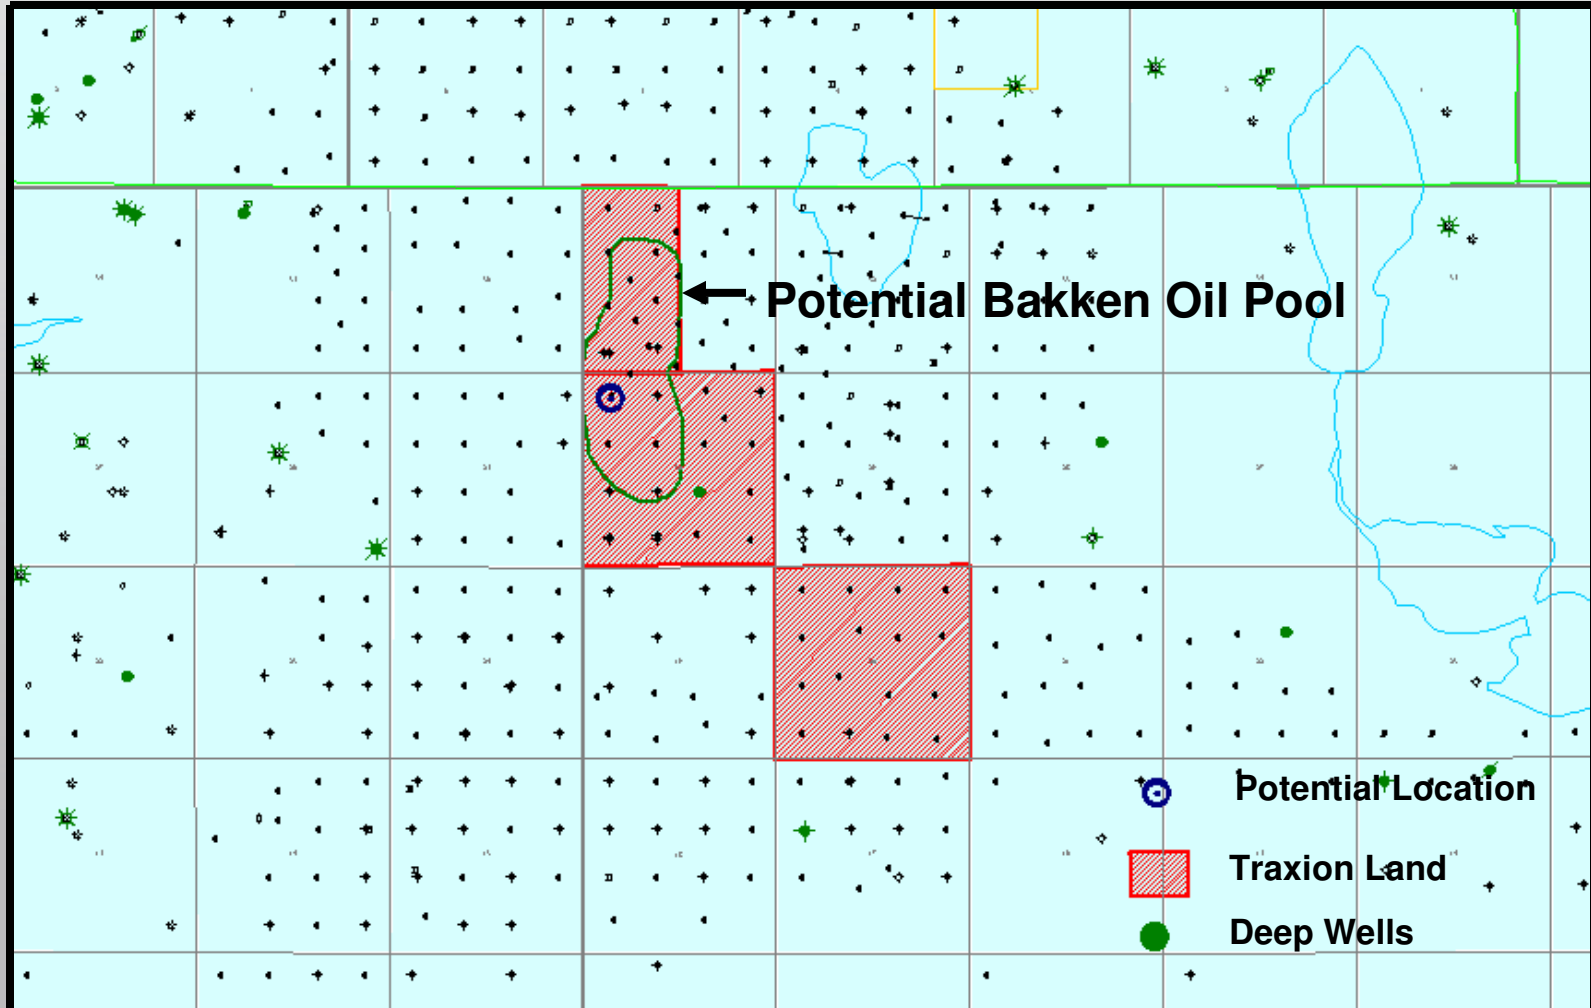 Potential Bakken Oil Pool
Potential Location
Traxion Land
Deep Wells